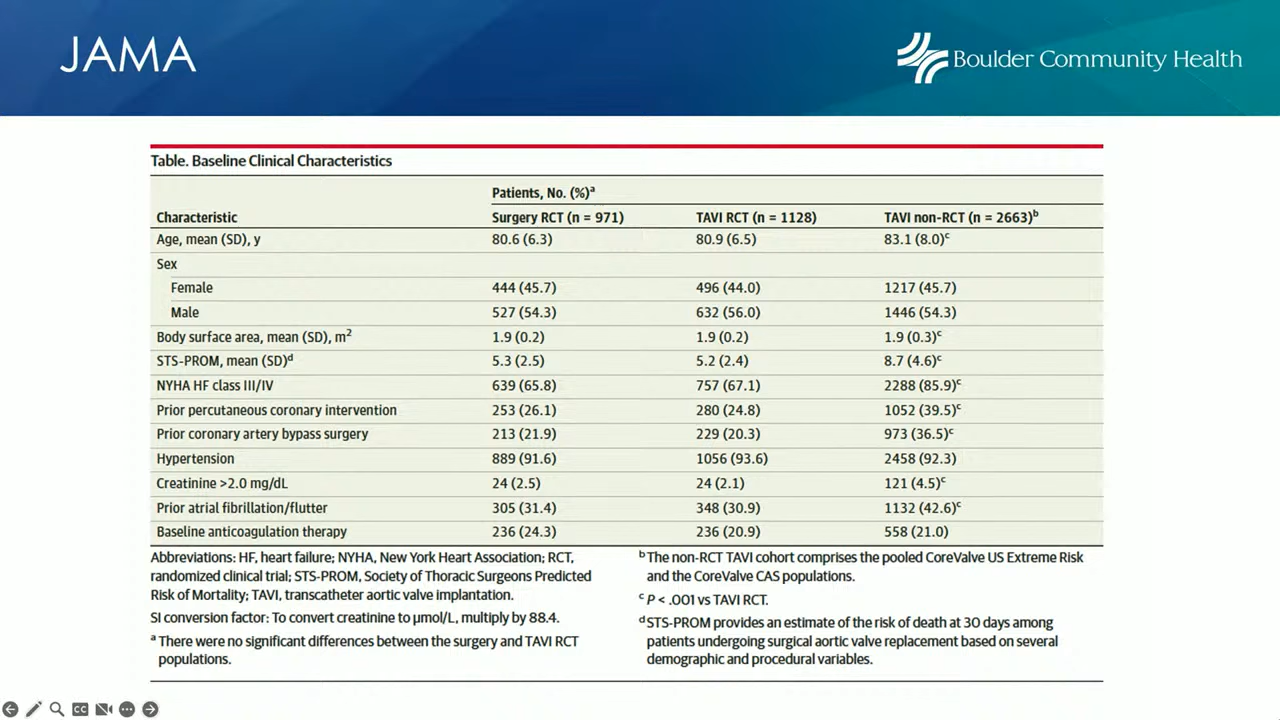 JAMA
Boulder Community Health
Table. Baseline Clinical Characteristics
Patients, No. (%)a
Characteristic Surgery RCT (n = 971) TAVI RCT (n = 1128) TAVI non-RCT (n = 2663)b
Age, mean (SD), y 80.6 (6.3) 80.9 (6.5) 83.1 (8.0)c
Sex
Female 444 (45.7) 496 (44.0) 1217 (45.7)
Male 527 (54.3) 632 (56.0) 1446 (54.3)
Body surface area, mean (SD), m2 1.9 (0.2) 1.9 (0.2) 1.9 (0.3)c
STS-PROM, mean (SD)d 5.3 (2.5) 5.2 (2.4) 8.7 (4.6)c
NYHA HF class III/IV 639 (65.8) 757 (67.1) 2288 (85.9)c
Prior percutaneous coronary intervention 253 (26.1) 280 (24.8) 1052 (39.5)c
Prior coronary artery bypass surgery 213 (21.9) 229 (20.3) 973 (36.5)c
Hypertension 889 (91.6) 1056 (93.6) 2458 (92.3)
Creatinine >2.0 mg/dL 24 (2.5) 24 (2.1) 121 (4.5)c
Prior atrial fibrillation/flutter 305 (31.4) 348 (30.9) 1132 (42.6)c
Baseline anticoagulation therapy 236 (24.3) 236 (20.9) 558 (21.0)
Abbreviations: HF, heart failure; NYHA, New York Heart Association; RCT,
randomized clinical trial; STS-PROM, Society of Thoracic Surgeons Predicted
Risk of Mortality; TAVI, transcatheter aortic valve implantation.
SI conversion factor: To convert creatinine to μmol/L, multiply by 88.4.
a There were no significant differences between the surgery and TAVI RCT
populations.
b The non-RCT TAVI cohort comprises the pooled CoreValve US Extreme Risk
and the CoreValve CAS populations.
c P < .001 vs TAVI RCT.
d STS-PROM provides an estimate of the risk of death at 30 days among
patients undergoing surgical aortic valve replacement based on several
demographic and procedural variables.
CC